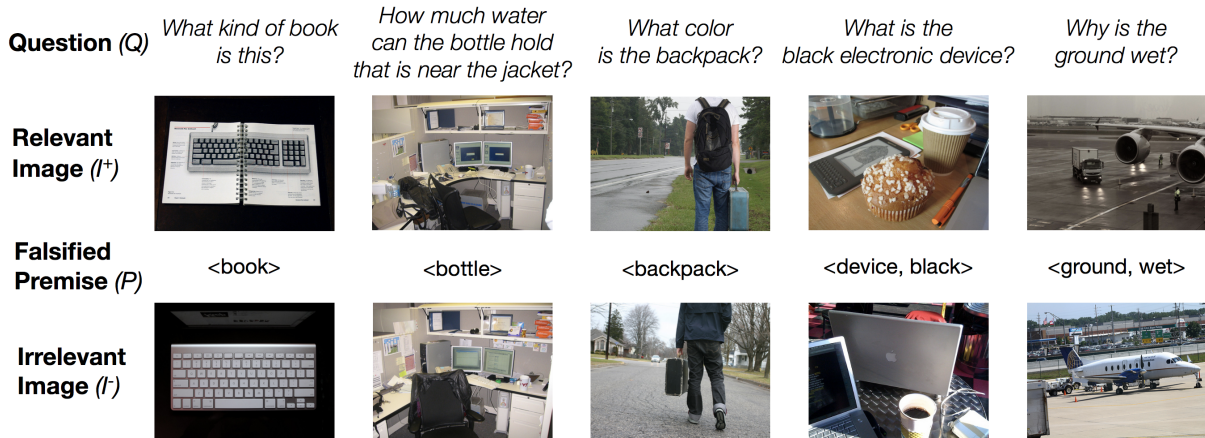 Question (Q)
What kind of book
is this?
How much water
can the bottle hold
that is near the jacket?
What color
is the backpack?
What is the
black electronic device?
Why is the
ground wet?
Relevant
Image (I⁺)
Falsified
Premise (P)
<book>
<bottle>
<backpack>
<device, black>
<ground, wet>
Irrelevant
Image (I⁻)